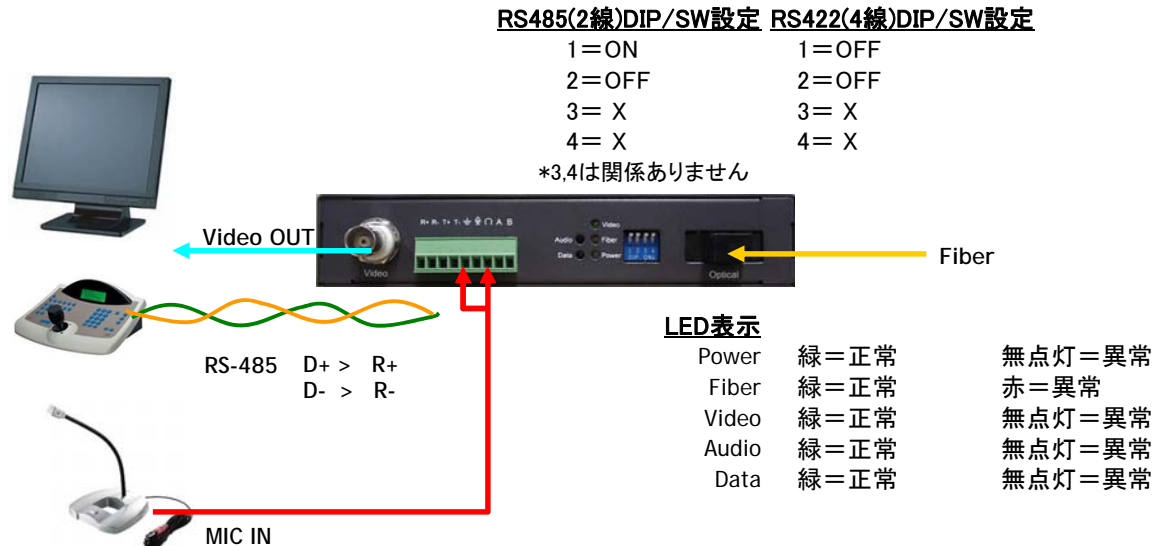 RS485(2線)DIP/SW設定 RS422(4線)DIP/SW設定
1＝ON 1＝OFF
2＝OFF 2＝OFF
3＝ X 3＝ X
4＝ X 4＝ X
*3,4は関係ありません
R+ R- T+ T- A B
Video
Audio Fiber
Data Power
1 2 3 4
Video
Optical
Video OUT
Fiber
RS-485 D+ > R+
D- > R-
MIC IN
LED表示
Power 緑＝正常 無点灯＝異常
Fiber 緑＝正常 赤＝異常
Video 緑＝正常 無点灯＝異常
Audio 緑＝正常 無点灯＝異常
Data 緑＝正常 無点灯＝異常